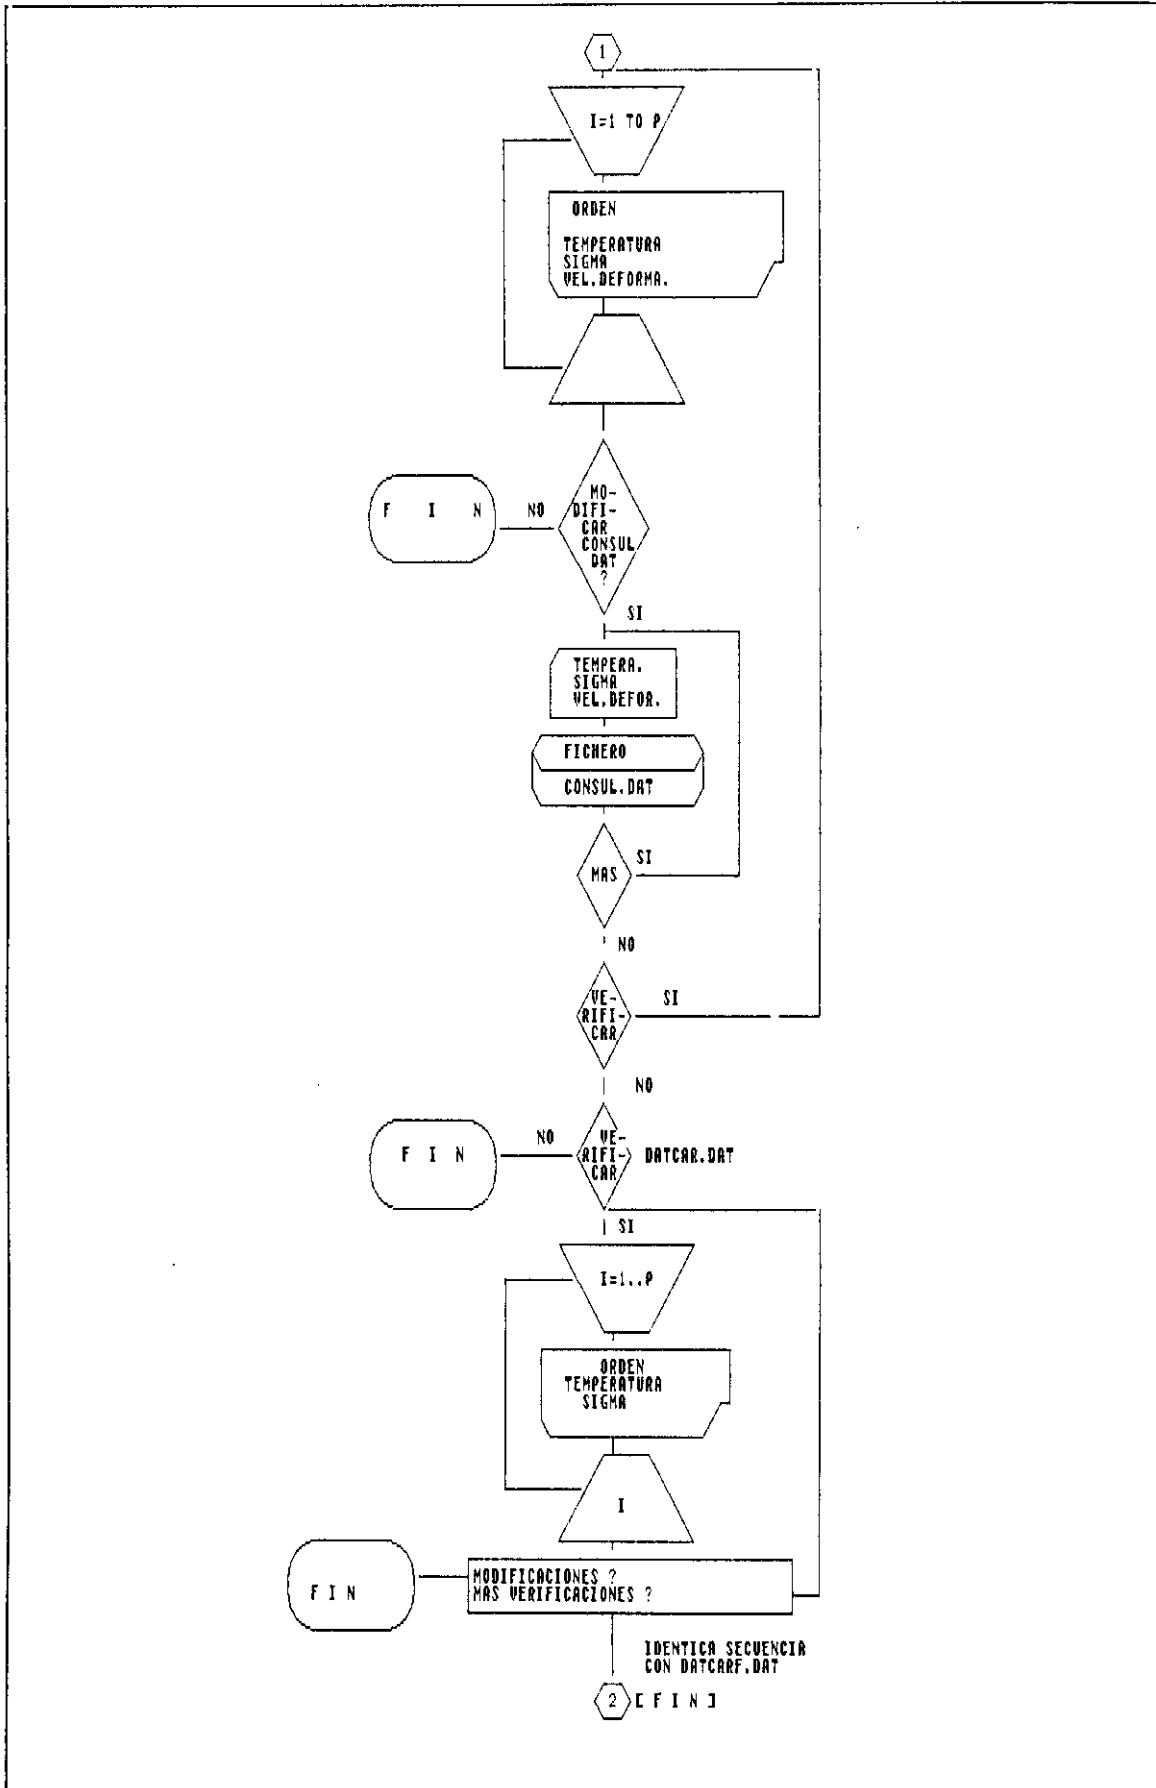 1
I=1 TO P
ORDEN
TEMPERATURA
SIGMA
VEL.DEFORMA.
MO-
DIFI-
CAR
CONSUL
DAT
?
F I N
NO
SI
TEMPERA.
SIGMA
VEL.DEFOR.
FICHERO
CONSUL.DAT
MAS
SI
NO
VE-
RIFI-
CAR
SI
NO
F I N
NO
VE-
RIFI-
CAR
DATCAR.DAT
SI
I=1..P
ORDEN
TEMPERATURA
SIGMA
I
F I N
MODIFICACIONES ?
MAS VERIFICACIONES ?
IDENTICA SECUENCIA
CON DATCARF.DAT
2 [ F I N ]